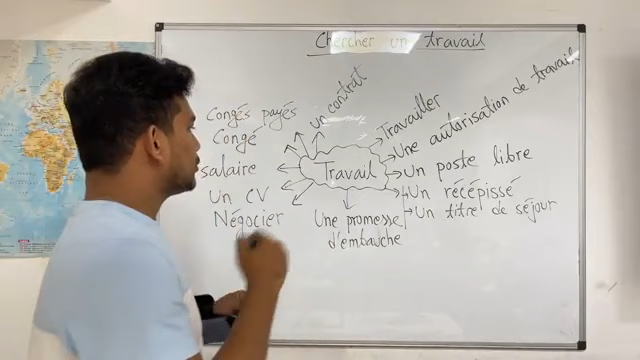 Chercher un travail
Congés payés
Congé
salaire
Un CV
Négocier
un contrat
Travail
Travailler
Une autorisation de travail
Un poste libre
Un récépissé
Un titre de séjour
Une promesse
d'embauche